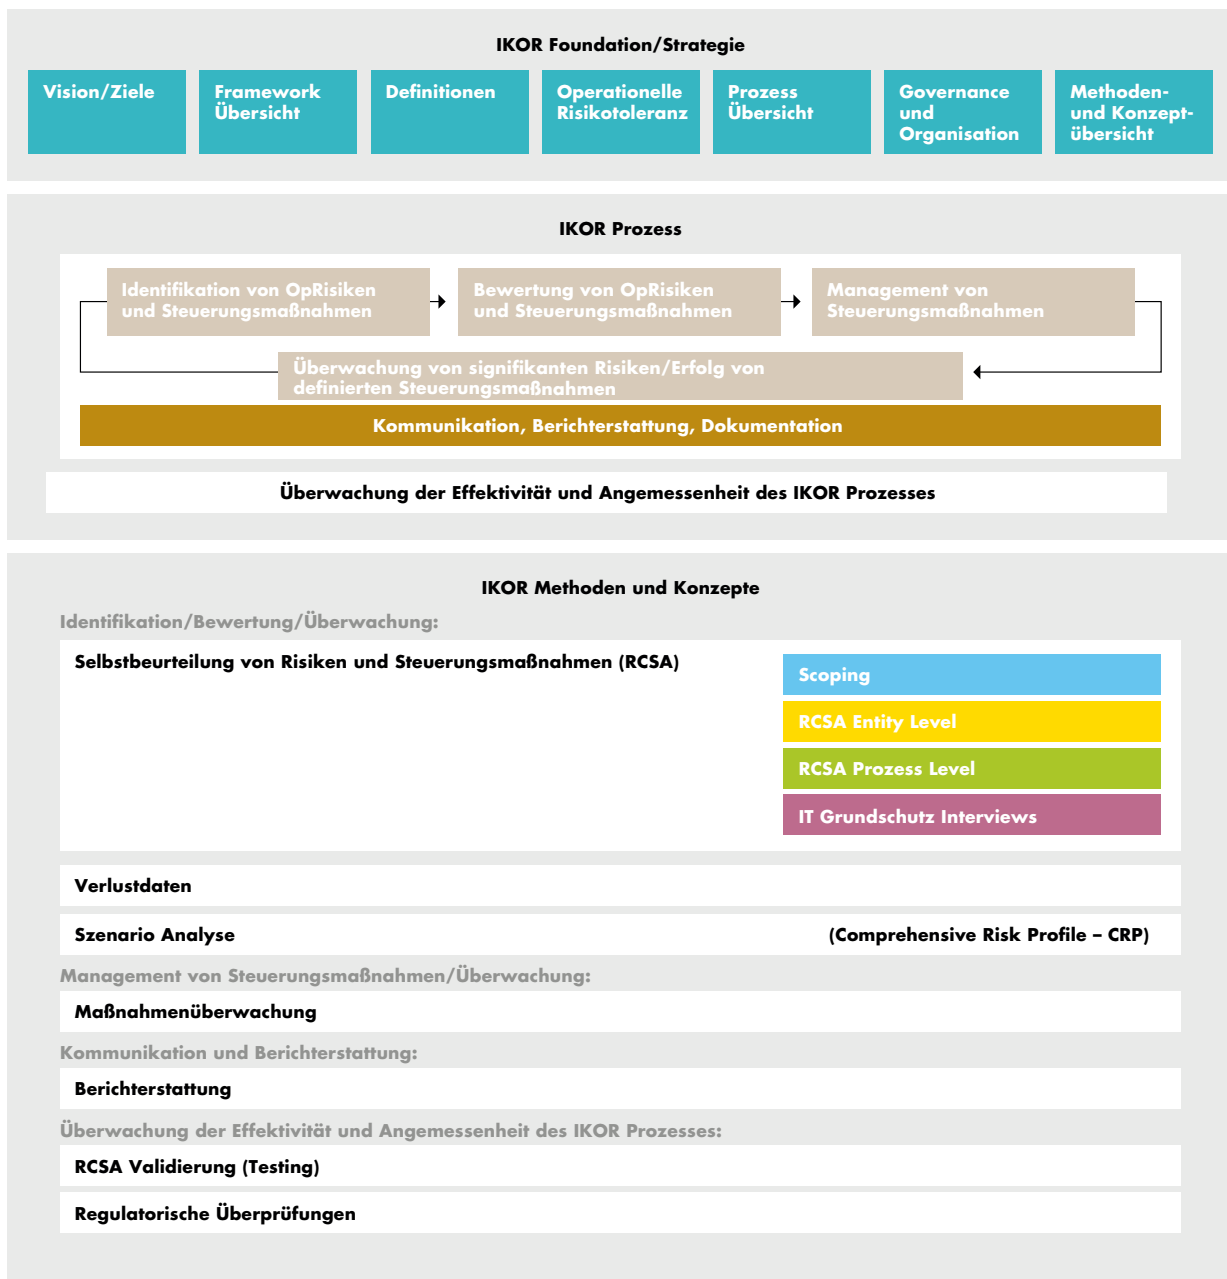 IKOR Foundation/Strategie
Vision/Ziele
Framework
Übersicht
Definitionen
Operationelle
Risikotoleranz
Prozess
Übersicht
Governance
und
Organisation
Methoden-
und Konzept-
übersicht
IKOR Prozess
Identifikation von OpRisiken
und Steuerungsmaßnahmen
Bewertung von OpRisiken
und Steuerungsmaßnahmen
Management von
Steuerungsmaßnahmen
Überwachung von signifikanten Risiken/Erfolg von
definierten Steuerungsmaßnahmen
Kommunikation, Berichterstattung, Dokumentation
Überwachung der Effektivität und Angemessenheit des IKOR Prozesses
IKOR Methoden und Konzepte
Identifikation/Bewertung/Überwachung:
Selbstbeurteilung von Risiken und Steuerungsmaßnahmen (RCSA)
Scoping
RCSA Entity Level
RCSA Prozess Level
IT Grundschutz Interviews
Verlustdaten
Szenario Analyse (Comprehensive Risk Profile – CRP)
Management von Steuerungsmaßnahmen/Überwachung:
Maßnahmenüberwachung
Kommunikation und Berichterstattung:
Berichterstattung
Überwachung der Effektivität und Angemessenheit des IKOR Prozesses:
RCSA Validierung (Testing)
Regulatorische Überprüfungen